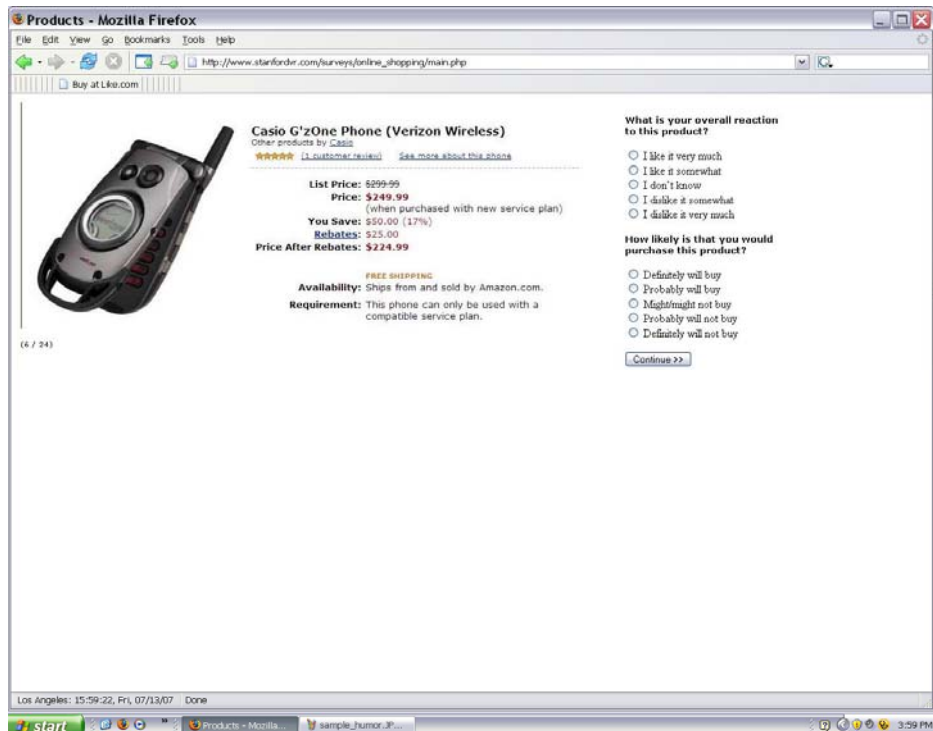 Products - Mozilla Firefox
File Edit View Go Bookmarks Tools Help
http://www.stanfordvr.com/surveys/online_shopping/main.php
Buy at Like.com
Casio G'zOne Phone (Verizon Wireless)
Other products by Casio
(1 customer review) See more about this phone
List Price: $299.99
Price: $249.99
(when purchased with new service plan)
You Save: $50.00 (17%)
Rebates: $25.00
Price After Rebates: $224.99
FREE SHIPPING
Availability: Ships from and sold by Amazon.com.
Requirement: This phone can only be used with a
compatible service plan.
(6 / 24)
What is your overall reaction
to this product?
I like it very much
I like it somewhat
I don't know
I dislike it somewhat
I dislike it very much
How likely is that you would
purchase this product?
Definitely will buy
Probably will buy
Might/might not buy
Probably will not buy
Definitely will not buy
Continue >>
Los Angeles: 15:59:22, Fri, 07/13/07 Done
start Products - Mozilla... sample_humor.JP... 3:59 PM